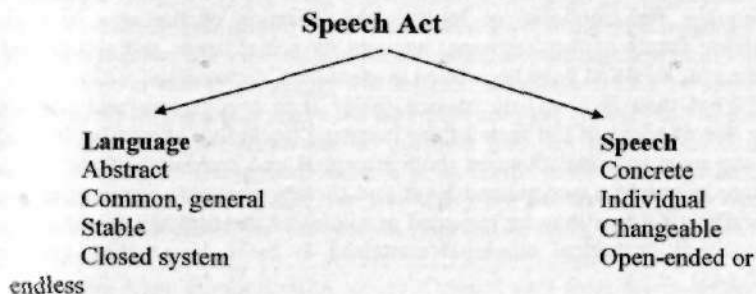 Speech Act
Language Speech
Abstract Concrete
Common, general Individual
Stable Changeable
Closed system Open-ended or
endless